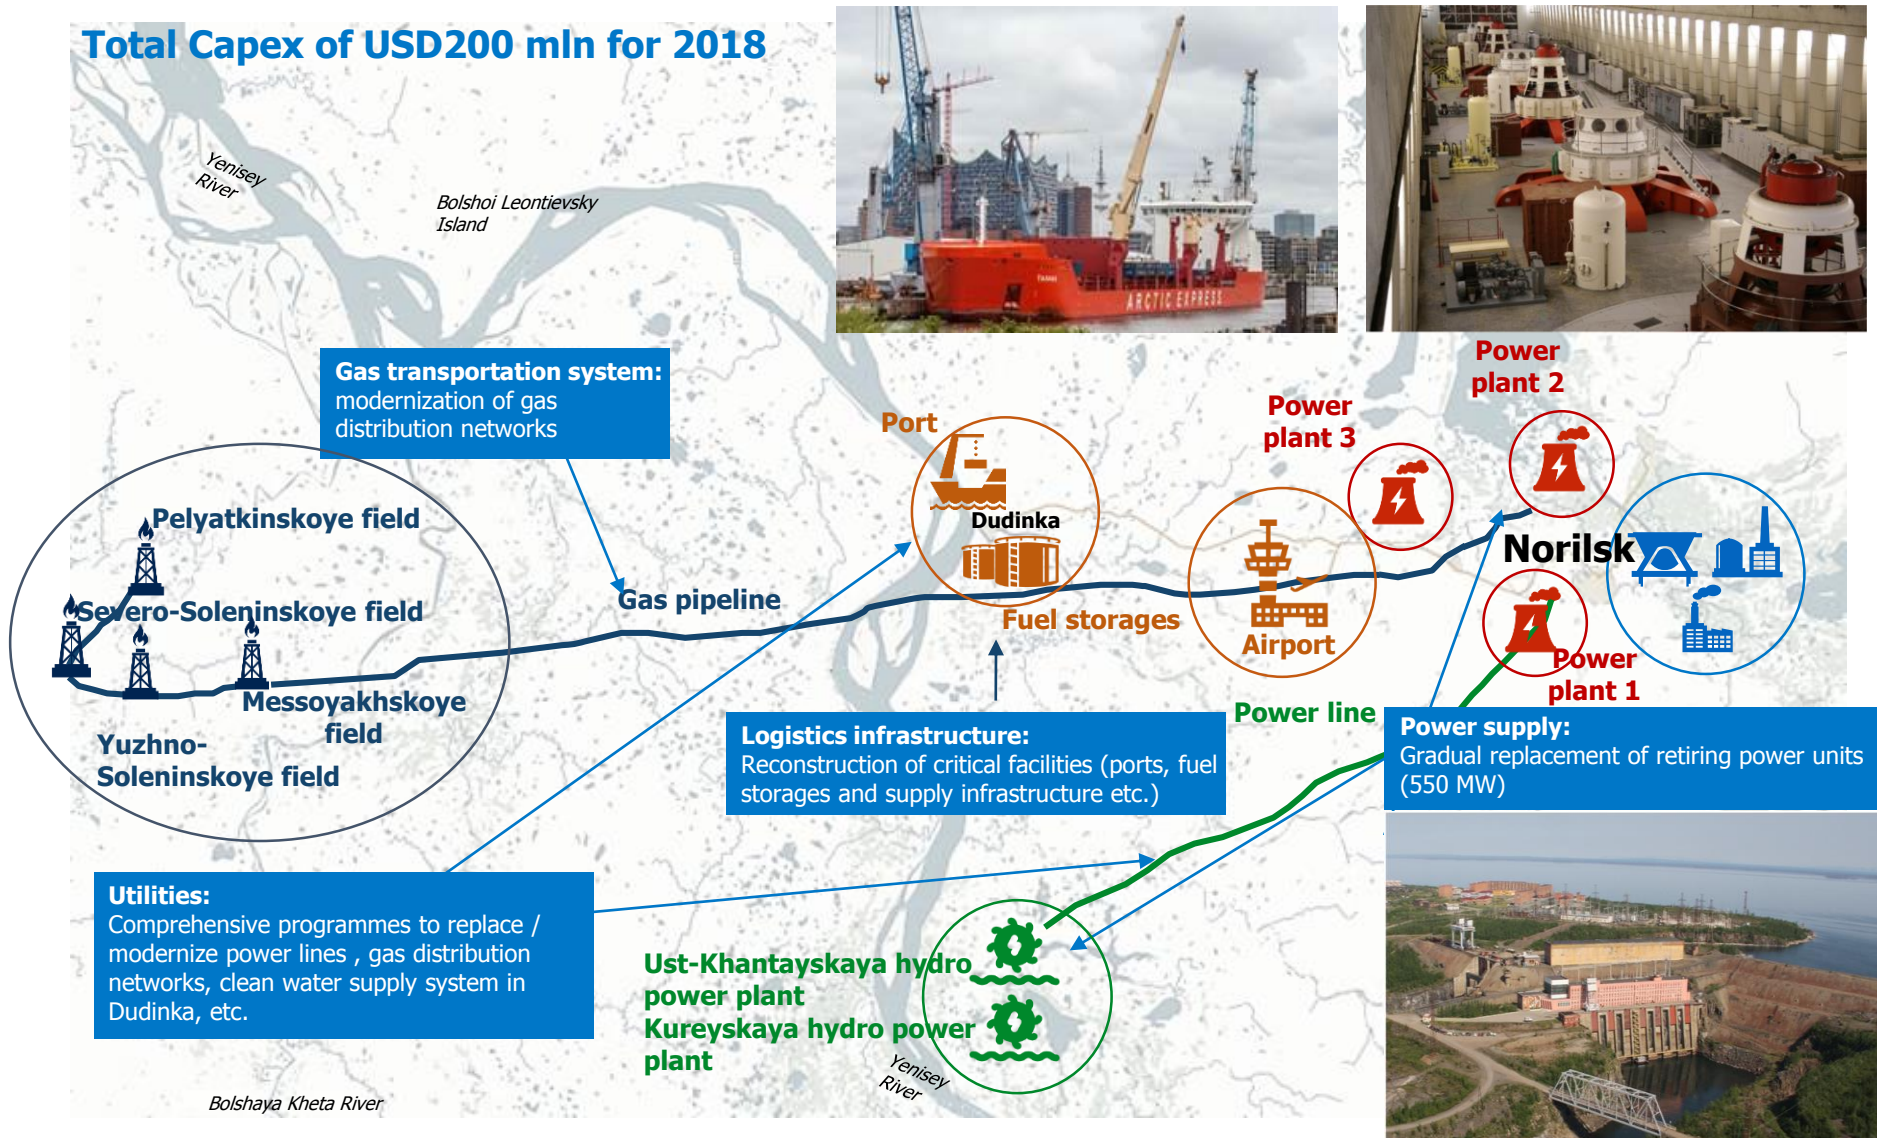 Total Capex of USD200 mln for 2018
Yenisey
River
Bolshoi Leontievsky
Island
ARCTIC EXPRESS
Gas transportation system:
modernization of gas
distribution networks
Port
Dudinka
Fuel storages
Power
plant 3
Power
plant 2
Norilsk
Airport
Power
plant 1
Pelyatkinskoye field
Severo-Soleninskoye field
Messoyakhskoye
field
Yuzhno-
Soleninskoye field
Gas pipeline
Logistics infrastructure:
Reconstruction of critical facilities (ports, fuel
storages and supply infrastructure etc.)
Power line
Power supply:
Gradual replacement of retiring power units
(550 MW)
Utilities:
Comprehensive programmes to replace /
modernize power lines , gas distribution
networks, clean water supply system in
Dudinka, etc.
Ust-Khantayskaya hydro
power plant
Kureyskaya hydro power
plant
Yenisey
River
Bolshaya Kheta River